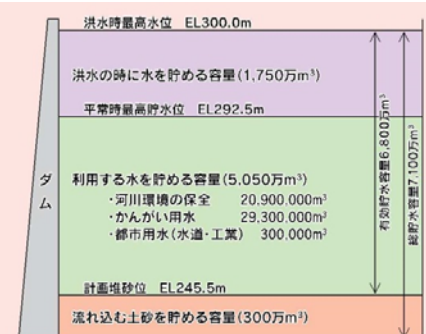 洪水時最高水位 EL300.0m
洪水の時に水を貯める容量(1,750万m³)
平常時最高貯水位 EL292.5m
利用する水を貯める容量(5,050万m³)
・河川環境の保全 20,900,000m³
・かんがい用水 29,300,000m³
・都市用水(水道・工業) 300,000m³
計画堆砂位 EL245.5m
流れ込む土砂を貯める容量(300万m³)
ダム
有効貯水容量6,800万m³
総貯水容量7,100万m³